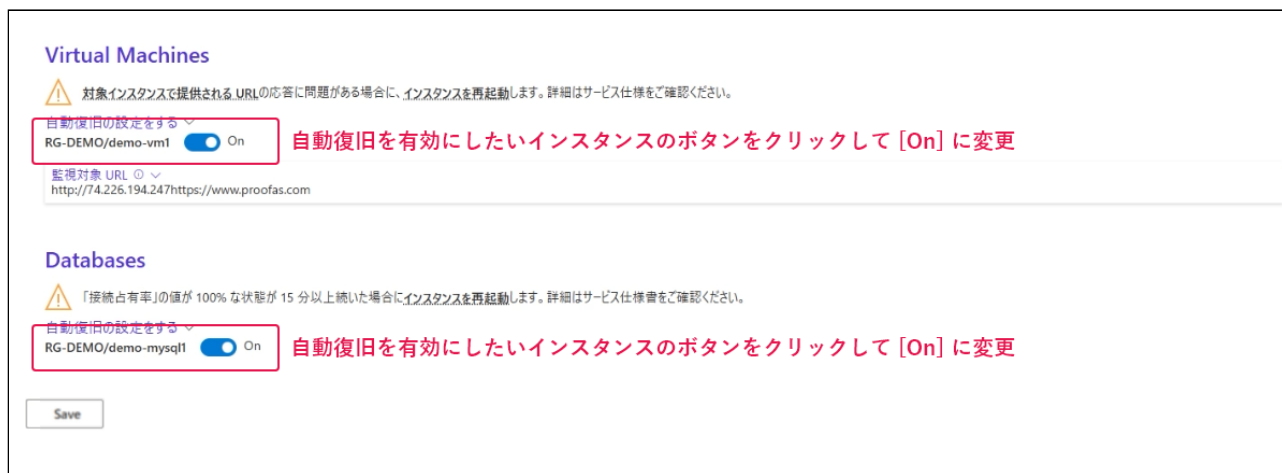 Virtual Machines
対象インスタンスで提供される URLの応答に問題がある場合に、インスタンスを再起動します。詳細はサービス仕様をご確認ください。
自動復旧の設定をする
RG-DEMO/demo-vm1 On 自動復旧を有効にしたいインスタンスのボタンをクリックして [On] に変更
監視対象 URL
http://74.226.194.247https://www.proofas.com
Databases
「接続占有率」の値が 100% な状態が 15 分以上続いた場合にインスタンスを再起動します。詳細はサービス仕様書をご確認ください。
自動復旧の設定をする
RG-DEMO/demo-mysql1 On 自動復旧を有効にしたいインスタンスのボタンをクリックして [On] に変更
Save